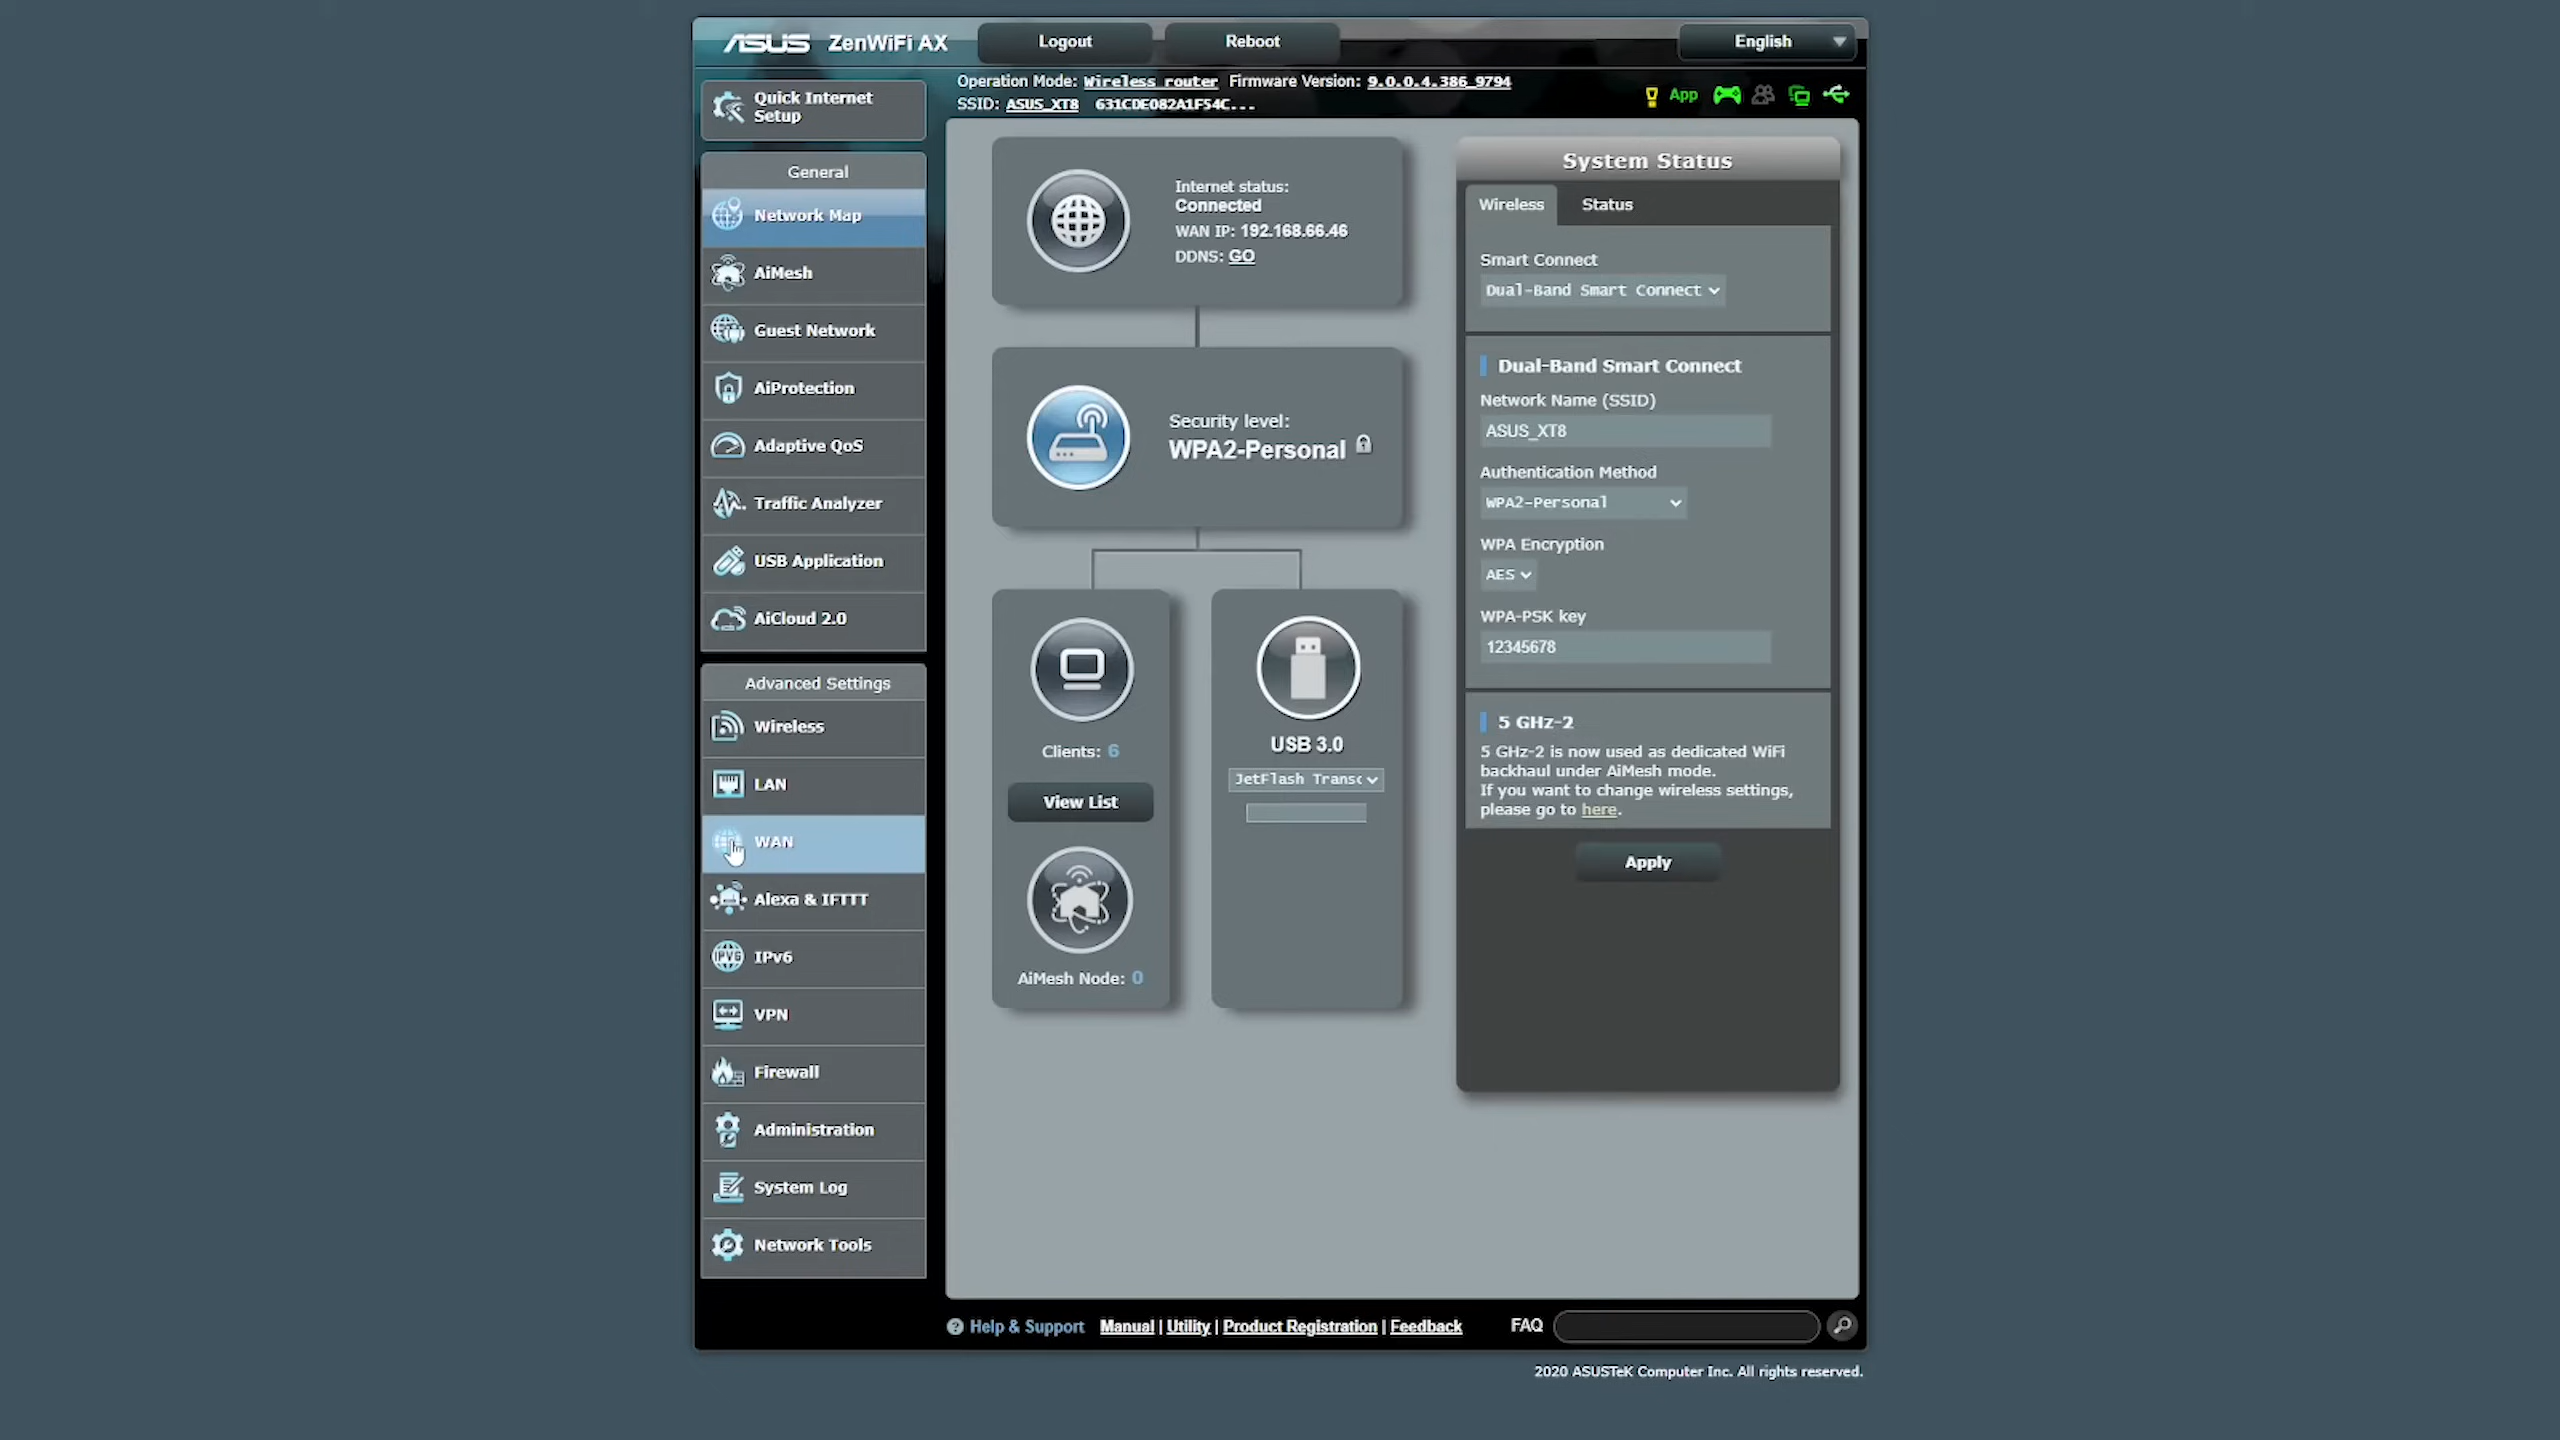 ASUS ZenWiFi AX
Logout
Reboot
English
Operation Mode: Wireless router Firmware Version: 9.0.0.4.386_9794
SSID: ASUS_XT8 631CDE082A1F54C...
App
Quick Internet
Setup
General
Network Map
AiMesh
Guest Network
AiProtection
Adaptive QoS
Traffic Analyzer
USB Application
AiCloud 2.0
Advanced Settings
Wireless
LAN
WAN
Alexa & IFTTT
IPv6
VPN
Firewall
Administration
System Log
Network Tools
Internet status:
Connected
WAN IP: 192.168.66.46
DDNS: GO
Security level:
WPA2-Personal
Clients: 6
View List
AiMesh Node: 0
USB 3.0
JetFlash Transc
System Status
Wireless
Status
Smart Connect
Dual-Band Smart Connect
Dual-Band Smart Connect
Network Name (SSID)
ASUS_XT8
Authentication Method
WPA2-Personal
WPA Encryption
AES
WPA-PSK key
12345678
5 GHz-2
5 GHz-2 is now used as dedicated WiFi
backhaul under AiMesh mode.
If you want to change wireless settings,
please go to here.
Apply
Help & Support
Manual | Utility | Product Registration | Feedback
FAQ
2020 ASUSTeK Computer Inc. All rights reserved.